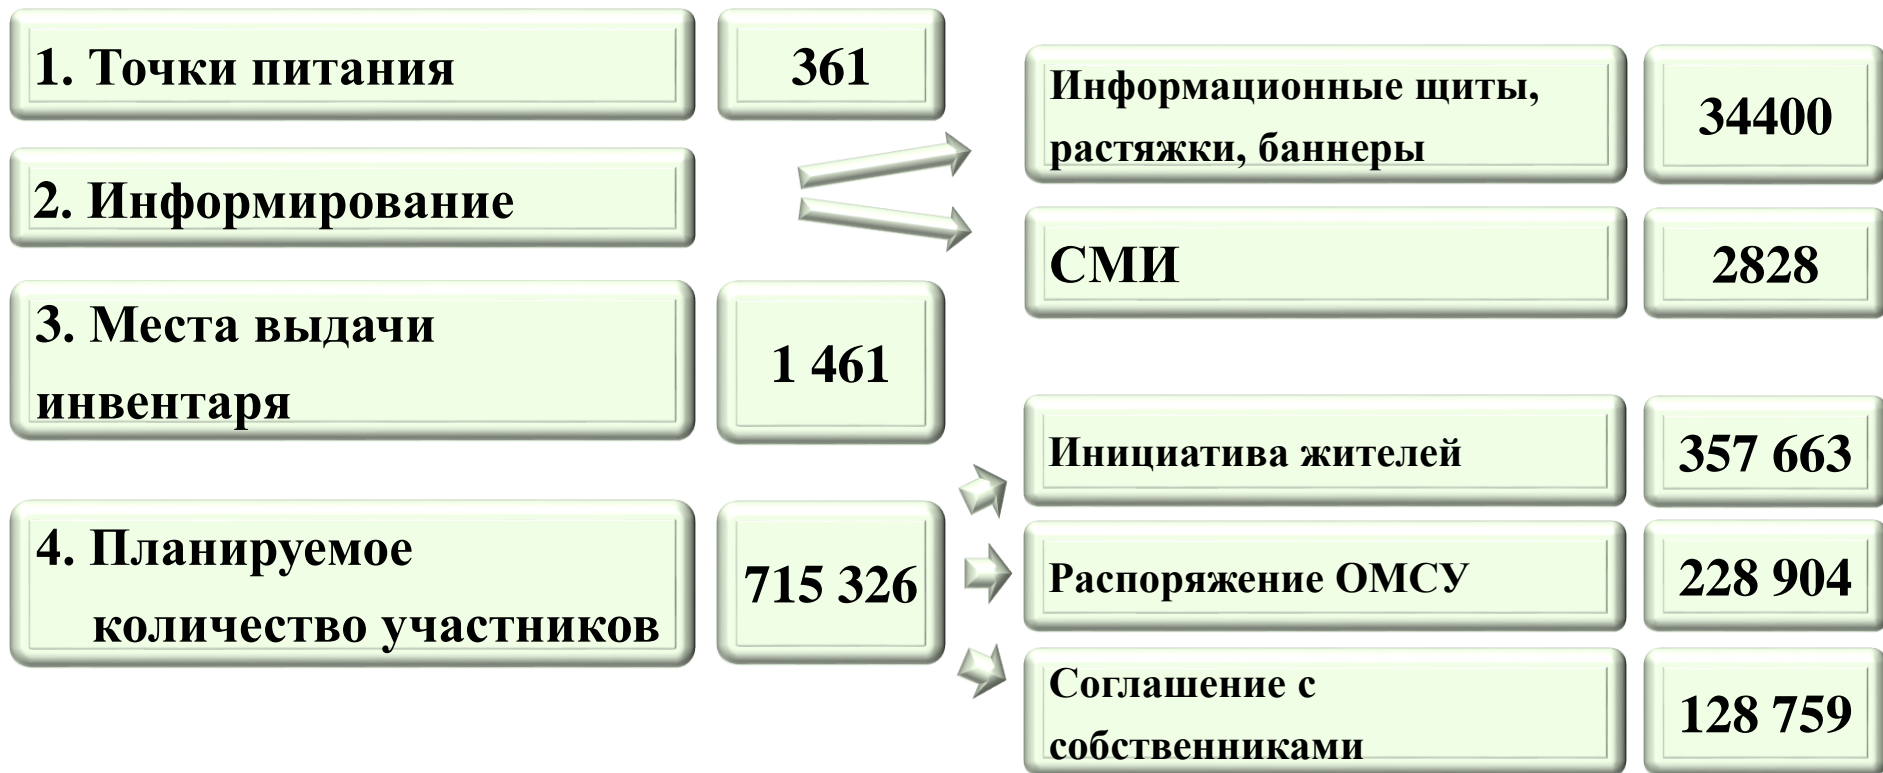 1. Точки питания
361
2. Информирование
Информационные щиты,
растяжки, баннеры
34400
СМИ
2828
3. Места выдачи
инвентаря
1 461
4. Планируемое
количество участников
715 326
Инициатива жителей
357 663
Распоряжение ОМСУ
228 904
Соглашение с
собственниками
128 759